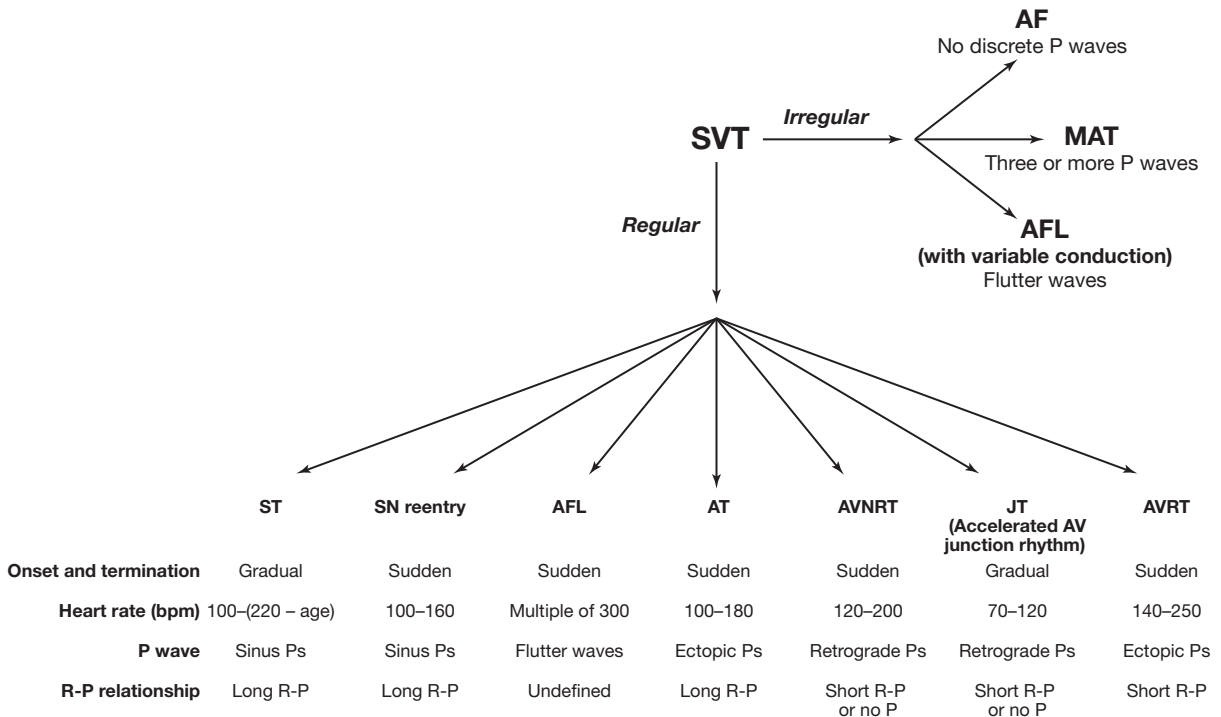 AF
No discrete P waves
Irregular
SVT
MAT
Three or more P waves
Regular
AFL
(with variable conduction)
Flutter waves
ST SN reentry AFL AT AVNRT JT AVRT
(Accelerated AV
junction rhythm)
Onset and termination Gradual Sudden Sudden Sudden Sudden Gradual Sudden
Heart rate (bpm) 100–(220 – age) 100–160 Multiple of 300 100–180 120–200 70–120 140–250
P wave Sinus Ps Sinus Ps Flutter waves Ectopic Ps Retrograde Ps Retrograde Ps Ectopic Ps
R-P relationship Long R-P Long R-P Undefined Long R-P Short R-P Short R-P Short R-P
or no P or no P